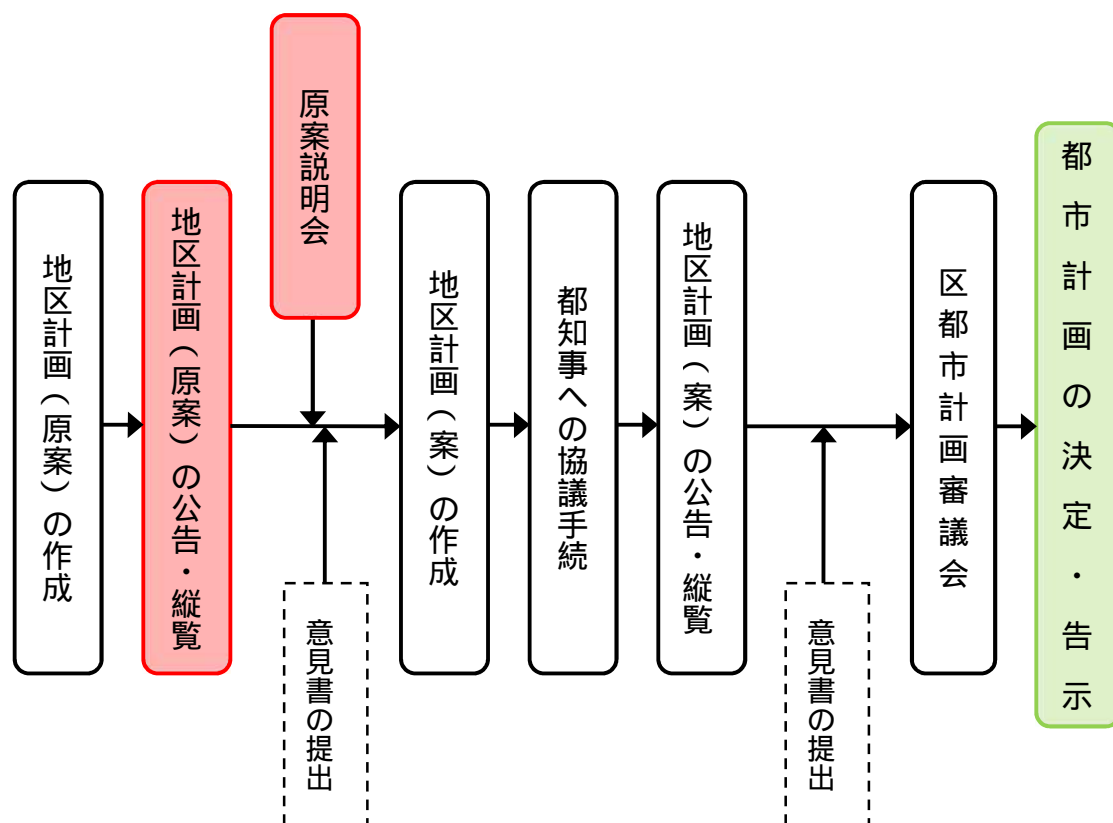 地区計画（原案）の作成
地区計画（原案）の公告・縦覧
原案説明会
意見書の提出
地区計画（案）の作成
都知事への協議手続
地区計画（案）の公告・縦覧
意見書の提出
区都市計画審議会
都市計画の決定・告示